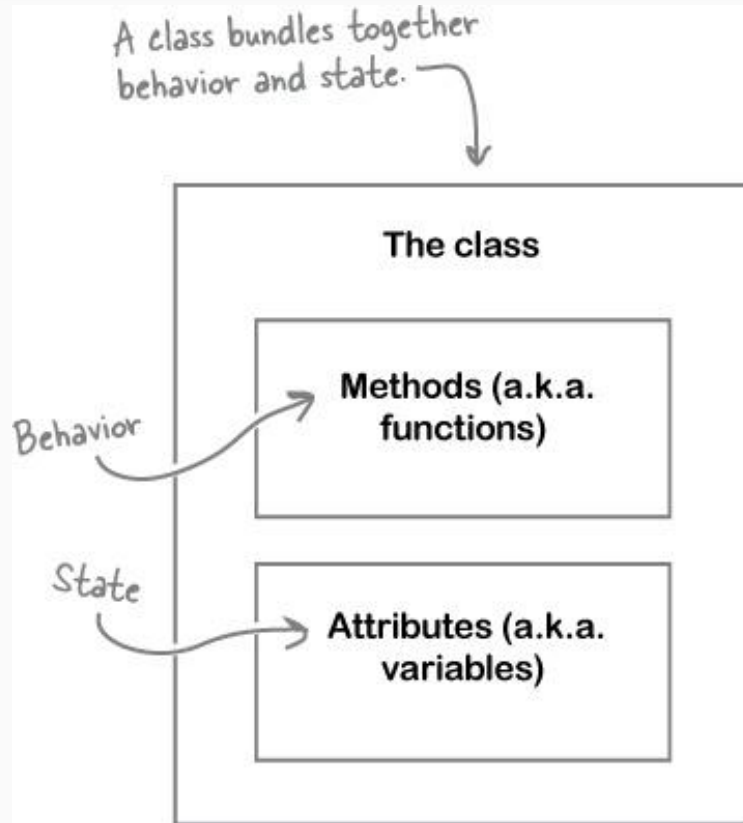 A class bundles together
behavior and state.
The class
Methods (a.k.a.
functions)
Behavior
State
Attributes (a.k.a.
variables)